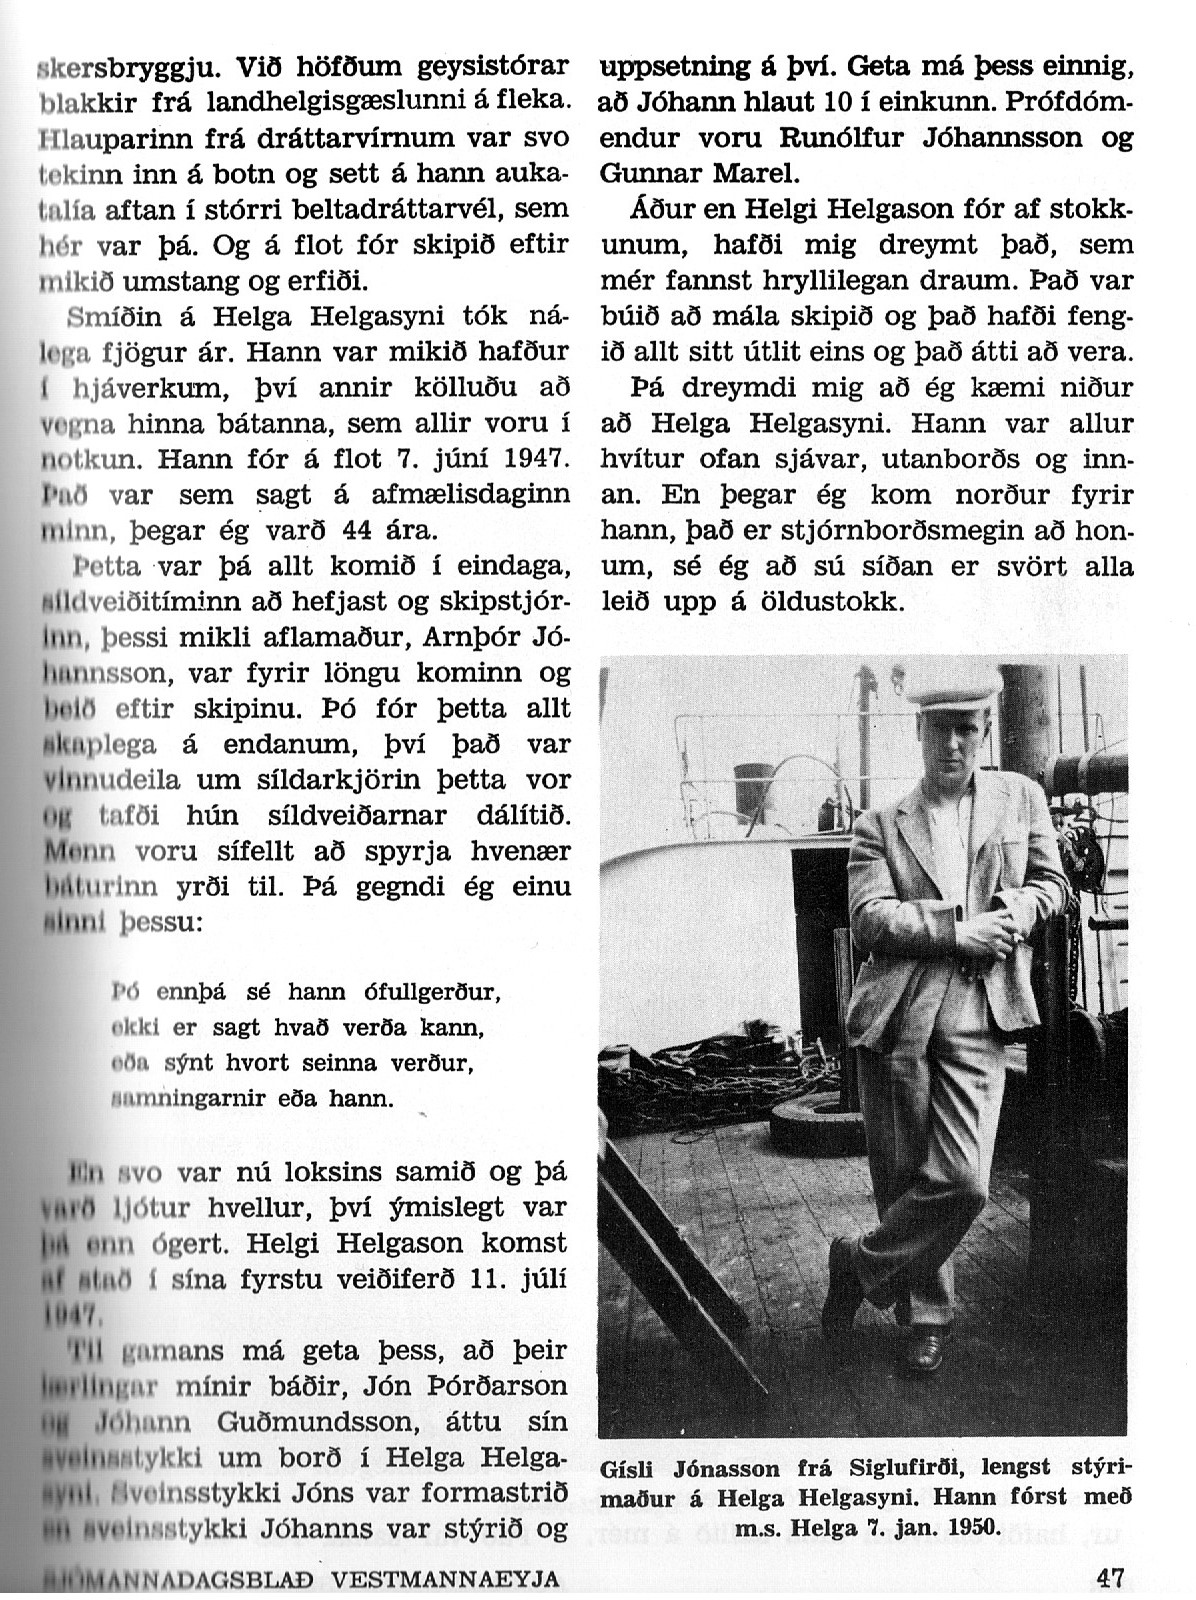 skersbryggju. Við höfðum geysistórar
blakkir frá landhelgisgæslunni á fleka.
Hlauparinn frá dráttarvírnum var svo
tekinn inn á botn og sett á hann auka-
talía aftan í stórri beltadráttarvél, sem
hér var þá. Og á flot fór skipið eftir
mikið umstang og erfiði.
Smíðin á Helga Helgasyni tók ná-
lega fjögur ár. Hann var mikið hafður
í hjáverkum, því annir kölluðu að
vegna hinna bátanna, sem allir voru í
notkun. Hann fór á flot 7. júní 1947.
Það var sem sagt á afmælisdaginn
minn, þegar ég varð 44 ára.
Þetta var þá allt komið í eindaga,
síldveiðitíminn að hefjast og skipstjór-
inn, þessi mikli aflamaður, Arnþór Jó-
hannsson, var fyrir löngu kominn og
beið eftir skipinu. Þó fór þetta allt
skaplega á endanum, því það var
vinnudeila um síldarkjörin þetta vor
og tafði hún síldveiðarnar dálítið.
Menn voru sífellt að spyrja hvenær
báturinn yrði til. Þá gegndi ég einu
sinni þessu:
Þó ennþá sé hann ófullgerður,
ekki er sagt hvað verða kann,
eða sýnt hvort seinna verður,
samningarnir eða hann.
En svo var nú loksins samið og þá
varð ljótur hvellur, því ýmislegt var
þá enn ógert. Helgi Helgason komst
af stað í sína fyrstu veiðiferð 11. júlí
1947.
Til gamans má geta þess, að þeir
lærlingar mínir báðir, Jón Þórðarson
og Jóhann Guðmundsson, áttu sín
sveinsstykki um borð í Helga Helga-
syni. Sveinsstykki Jóns var formastrið
en sveinsstykki Jóhanns var stýrið og
uppsetning á því. Geta má þess einnig,
að Jóhann hlaut 10 í einkunn. Prófdóm-
endur voru Runólfur Jóhannsson og
Gunnar Marel.
Áður en Helgi Helgason fór af stokk-
unum, hafði mig dreymt það, sem
mér fannst hryllilegan draum. Það var
búið að mála skipið og það hafði feng-
ið allt sitt útlit eins og það átti að vera.
Þá dreymdi mig að ég kæmi niður
að Helga Helgasyni. Hann var allur
hvítur ofan sjávar, utanborðs og inn-
an. En þegar ég kom norður fyrir
hann, það er stjórnborðsmegin að hon-
um, sé ég að sú síðan er svört alla
leið upp á öldustokk.
Gísli Jónasson frá Siglufirði, lengst stýri-
maður á Helga Helgasyni. Hann fórst með
m.s. Helga 7. jan. 1950.
SJÓMANNADAGSBLAÐ VESTMANNAEYJA
47